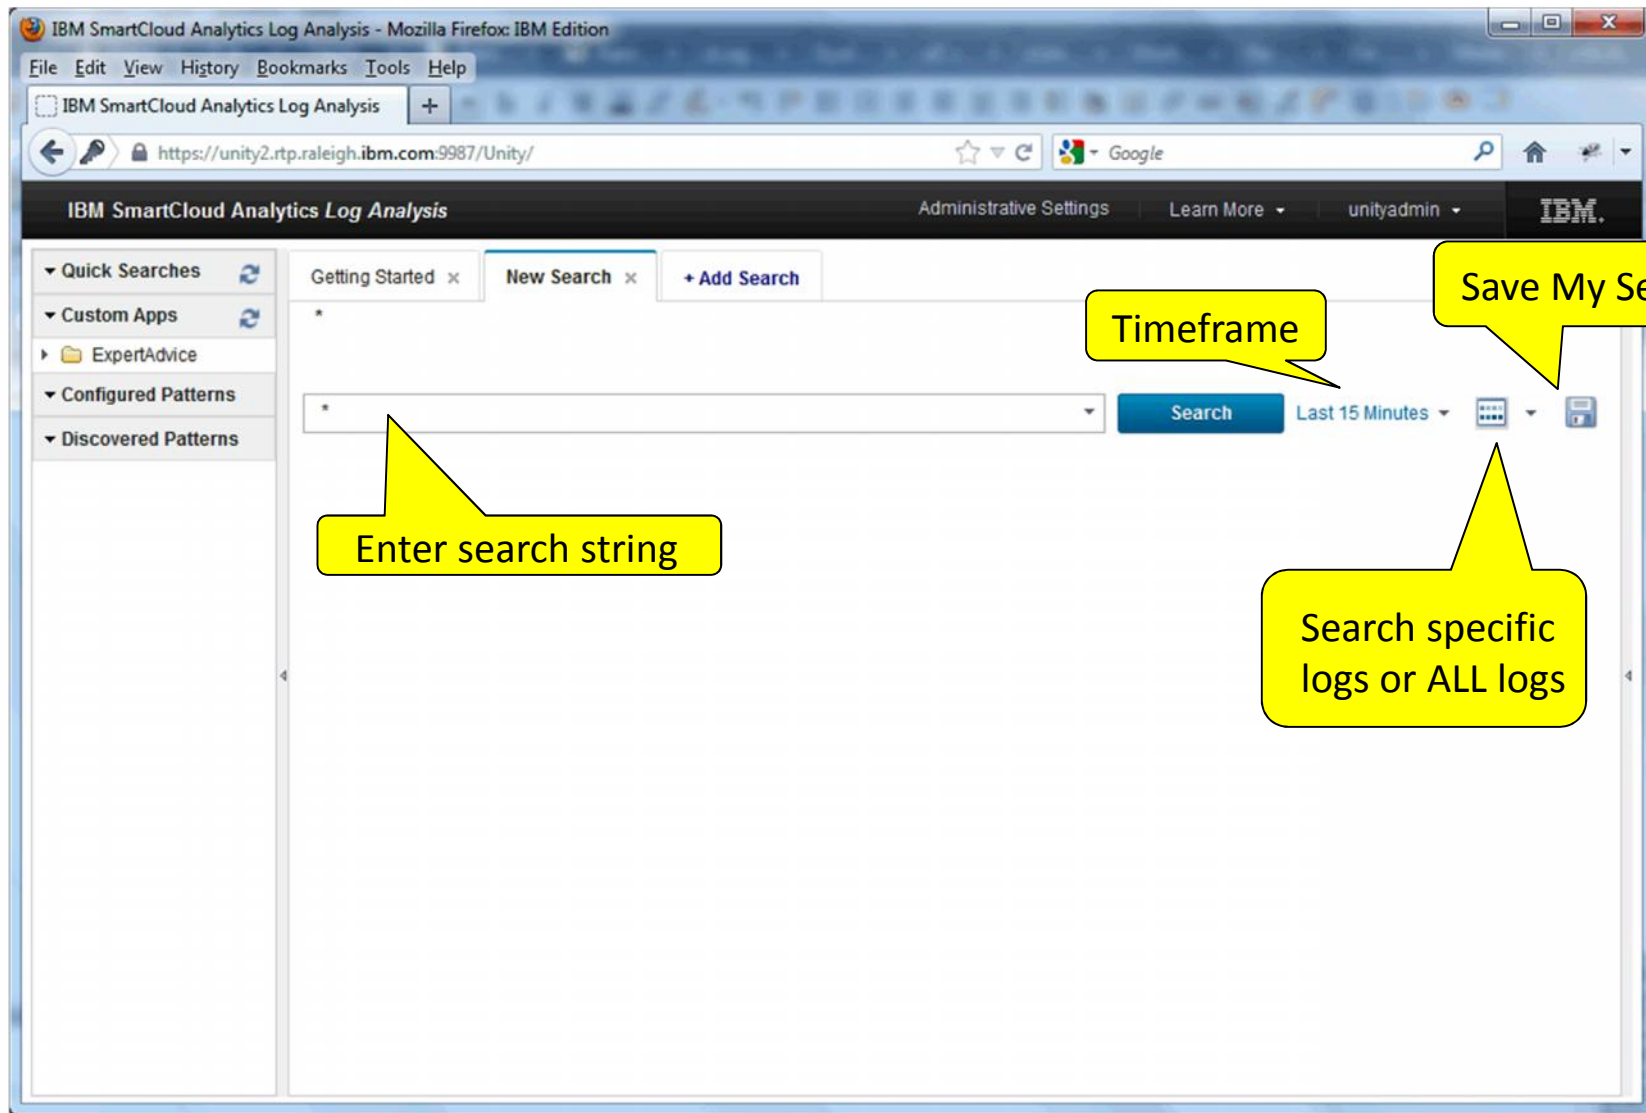 IBM SmartCloud Analytics Log Analysis - Mozilla Firefox: IBM Edition
File Edit View History Bookmarks Tools Help
IBM SmartCloud Analytics Log Analysis +
https://unity2.rtp.raleigh.ibm.com:9987/Unity/
Google
IBM SmartCloud Analytics Log Analysis
Administrative Settings Learn More unityadmin IBM.
Quick Searches
Getting Started × New Search × + Add Search
Save My Se
Custom Apps
*
Timeframe
ExpertAdvice
Configured Patterns
* Search Last 15 Minutes
Discovered Patterns
Enter search string
Search specific
logs or ALL logs